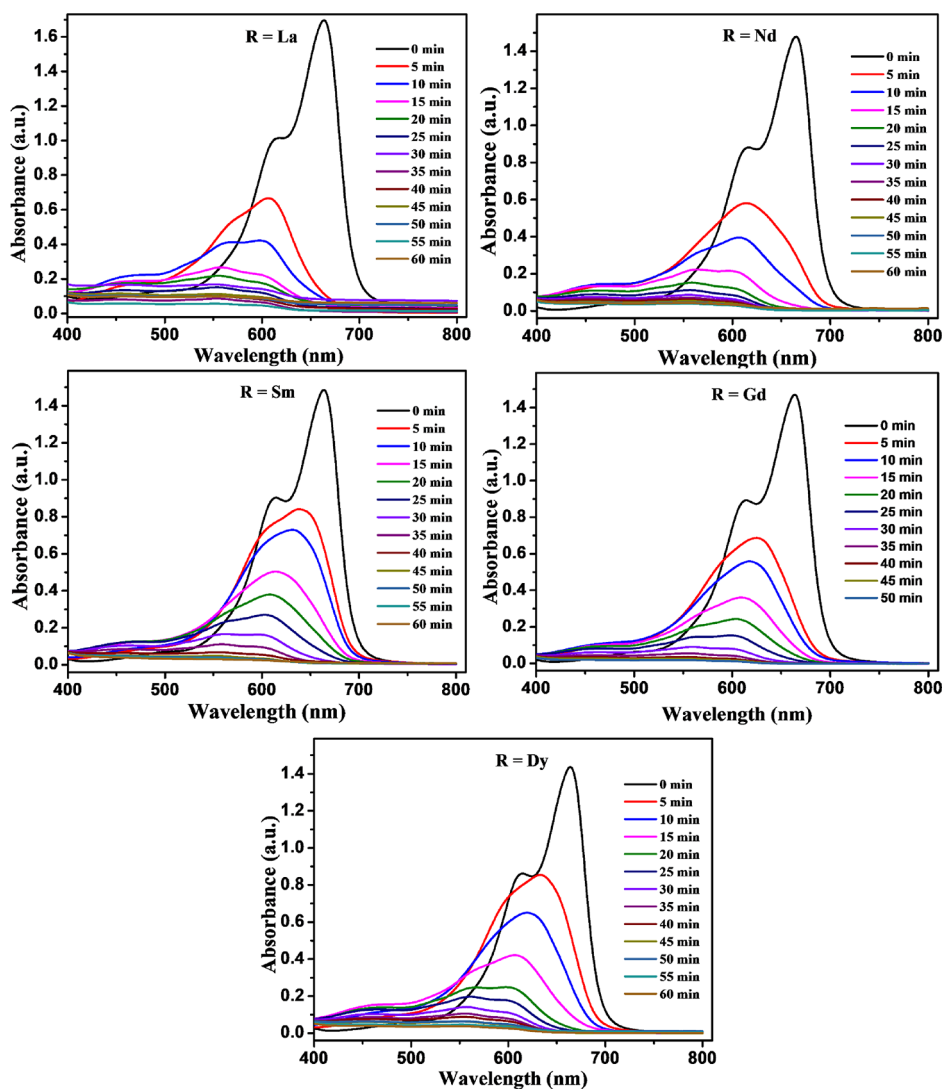 R = La
Absorbance (a.u.)
1.6
1.4
1.2
1.0
0.8
0.6
0.4
0.2
0.0
400
500
600
700
800
Wavelength (nm)
0 min
5 min
10 min
15 min
20 min
25 min
30 min
35 min
40 min
45 min
50 min
55 min
60 min
R = Nd
Absorbance (a.u.)
1.4
1.2
1.0
0.8
0.6
0.4
0.2
0.0
400
500
600
700
800
Wavelength (nm)
0 min
5 min
10 min
15 min
20 min
25 min
30 min
35 min
40 min
45 min
50 min
55 min
60 min
R = Sm
Absorbance (a.u.)
1.4
1.2
1.0
0.8
0.6
0.4
0.2
0.0
400
500
600
700
800
Wavelength (nm)
0 min
5 min
10 min
15 min
20 min
25 min
30 min
35 min
40 min
45 min
50 min
55 min
60 min
R = Gd
Absorbance (a.u.)
1.4
1.2
1.0
0.8
0.6
0.4
0.2
0.0
400
500
600
700
800
Wavelength (nm)
0 min
5 min
10 min
15 min
20 min
25 min
30 min
35 min
40 min
45 min
50 min
R = Dy
Absorbance (a.u.)
1.4
1.2
1.0
0.8
0.6
0.4
0.2
0.0
400
500
600
700
800
Wavelength (nm)
0 min
5 min
10 min
15 min
20 min
25 min
30 min
35 min
40 min
45 min
50 min
55 min
60 min